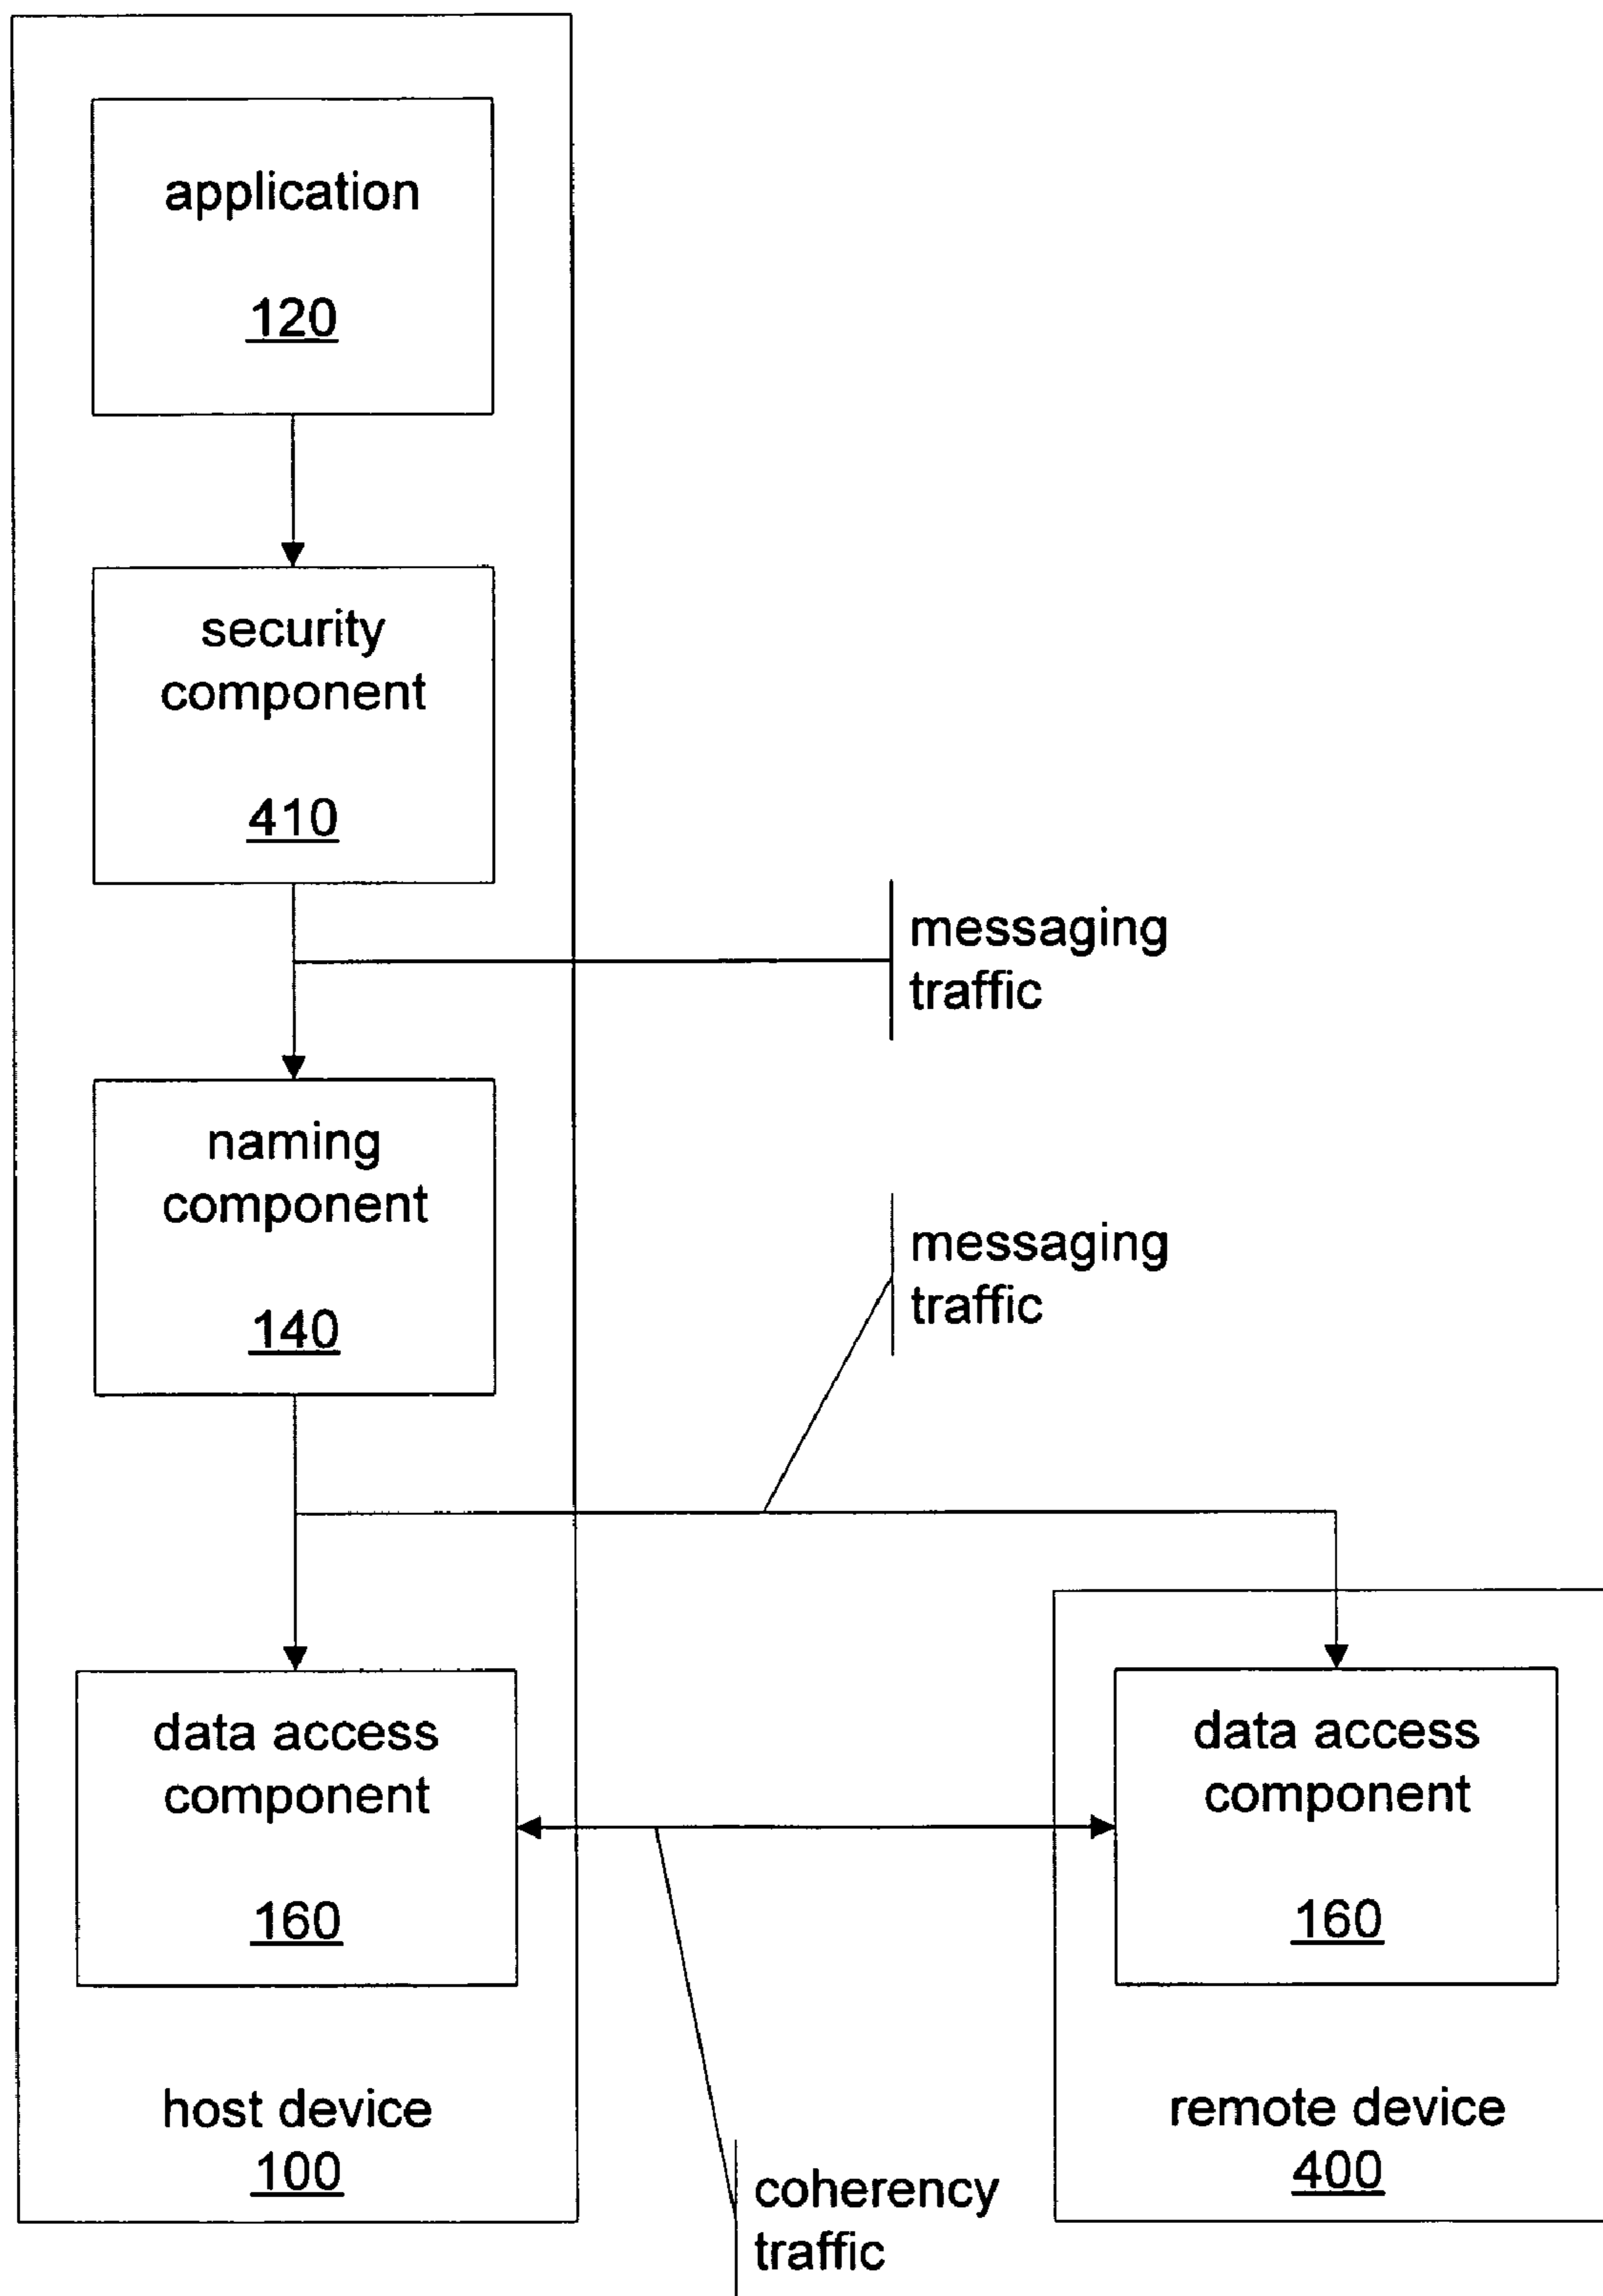 application
120
security
component
410
messaging
traffic
naming
component
140
messaging
traffic
data access
component
160
data access
component
160
host device
100
remote device
400
coherency
traffic